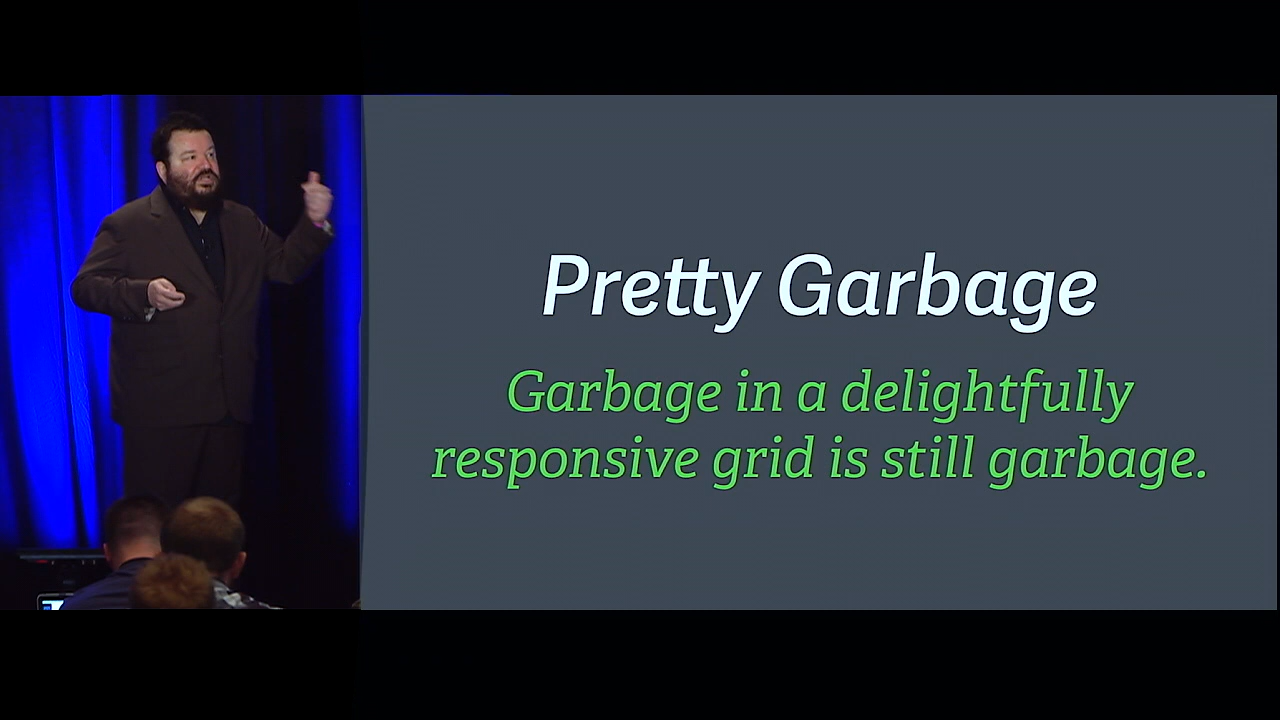 Pretty Garbage
Garbage in a delightfully
responsive grid is still garbage.